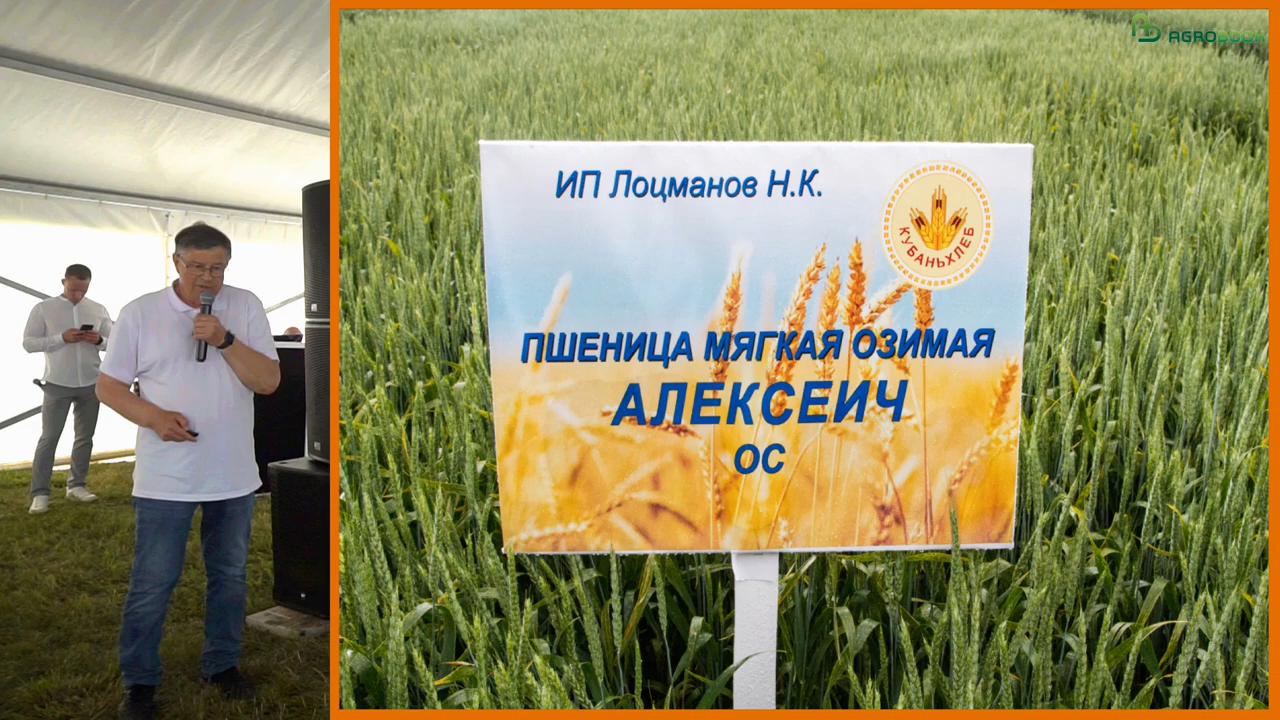 AGROBOOK
ИП Лоцманов Н.К.
КУБАНЬХЛЕБ
ПШЕНИЦА МЯГКАЯ ОЗИМАЯ
АЛЕКСЕИЧ
ОС